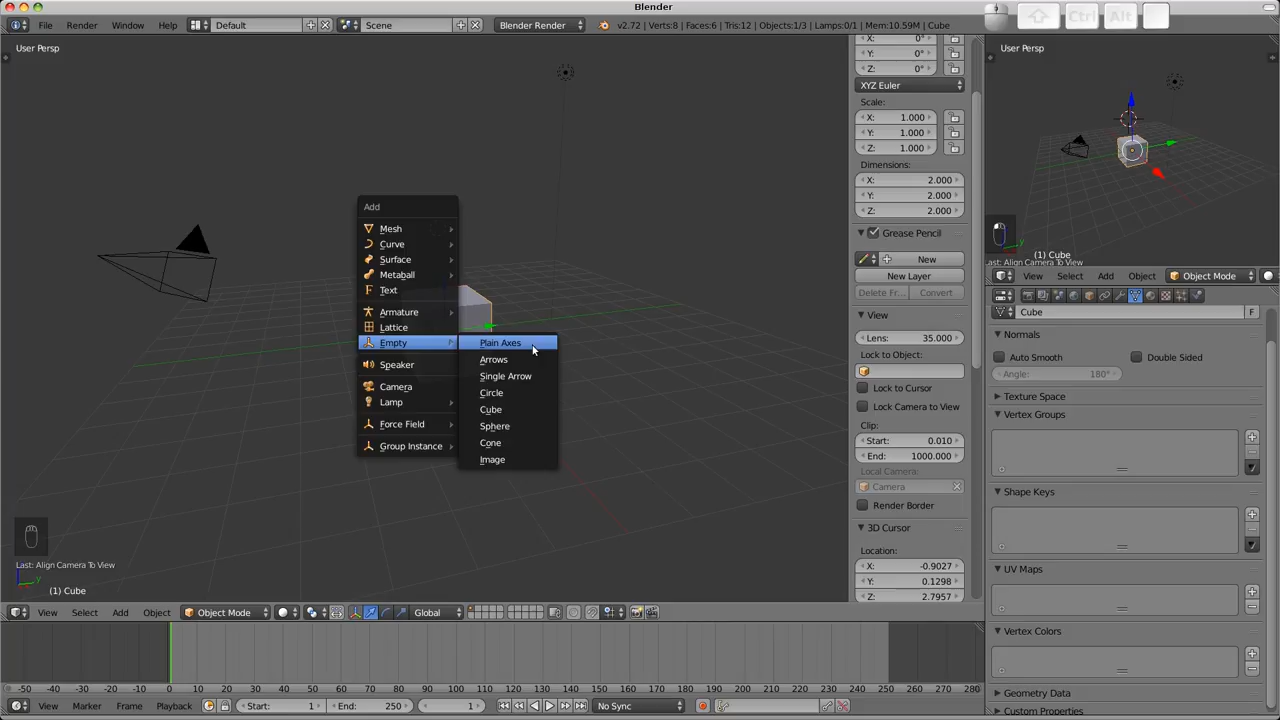 Blender
Ctrl Alt
File Render Window Help Default Scene Blender Render v2.72 | Verts:8 | Faces:6 | Tris:12 | Objects:1/3 | Lamps:0/1 | Mem:10.59M | Cube
User Persp
X: 0°
Y: 0°
Z: 0°
XYZ Euler
Scale:
X: 1.000
Y: 1.000
Z: 1.000
Dimensions:
X: 2.000
Y: 2.000
Z: 2.000
Grease Pencil
New
New Layer
Delete Fr... Convert
View
Lens: 35.000
Lock to Object:
Lock to Cursor
Lock Camera to View
Clip:
Start: 0.010
End: 1000.000
Local Camera:
Camera
Render Border
3D Cursor
Location:
X: -0.9027
Y: 0.1298
Z: 2.7957
Add
Mesh
Curve
Surface
Metaball
Text
Armature
Lattice
Empty
Speaker
Camera
Lamp
Force Field
Group Instance
Plain Axes
Arrows
Single Arrow
Circle
Cube
Sphere
Cone
Image
Last: Align Camera To View
y
(1) Cube
View Select Add Object Object Mode Global
User Persp
y
(1) Cube
Last: Align Camera To View
View Select Add Object Object Mode
Cube F
Normals
Auto Smooth Double Sided
Angle: 180°
Texture Space
Vertex Groups
Shape Keys
UV Maps
Vertex Colors
Geometry Data
Custom Properties
-50 -40 -30 -20 -10 0 10 20 30 40 50 60 70 80 90 100 110 120 130 140 150 160 170 180 190 200 210 220 230 240 250 260 270 280
View Marker Frame Playback Start: 1 End: 250 1 No Sync